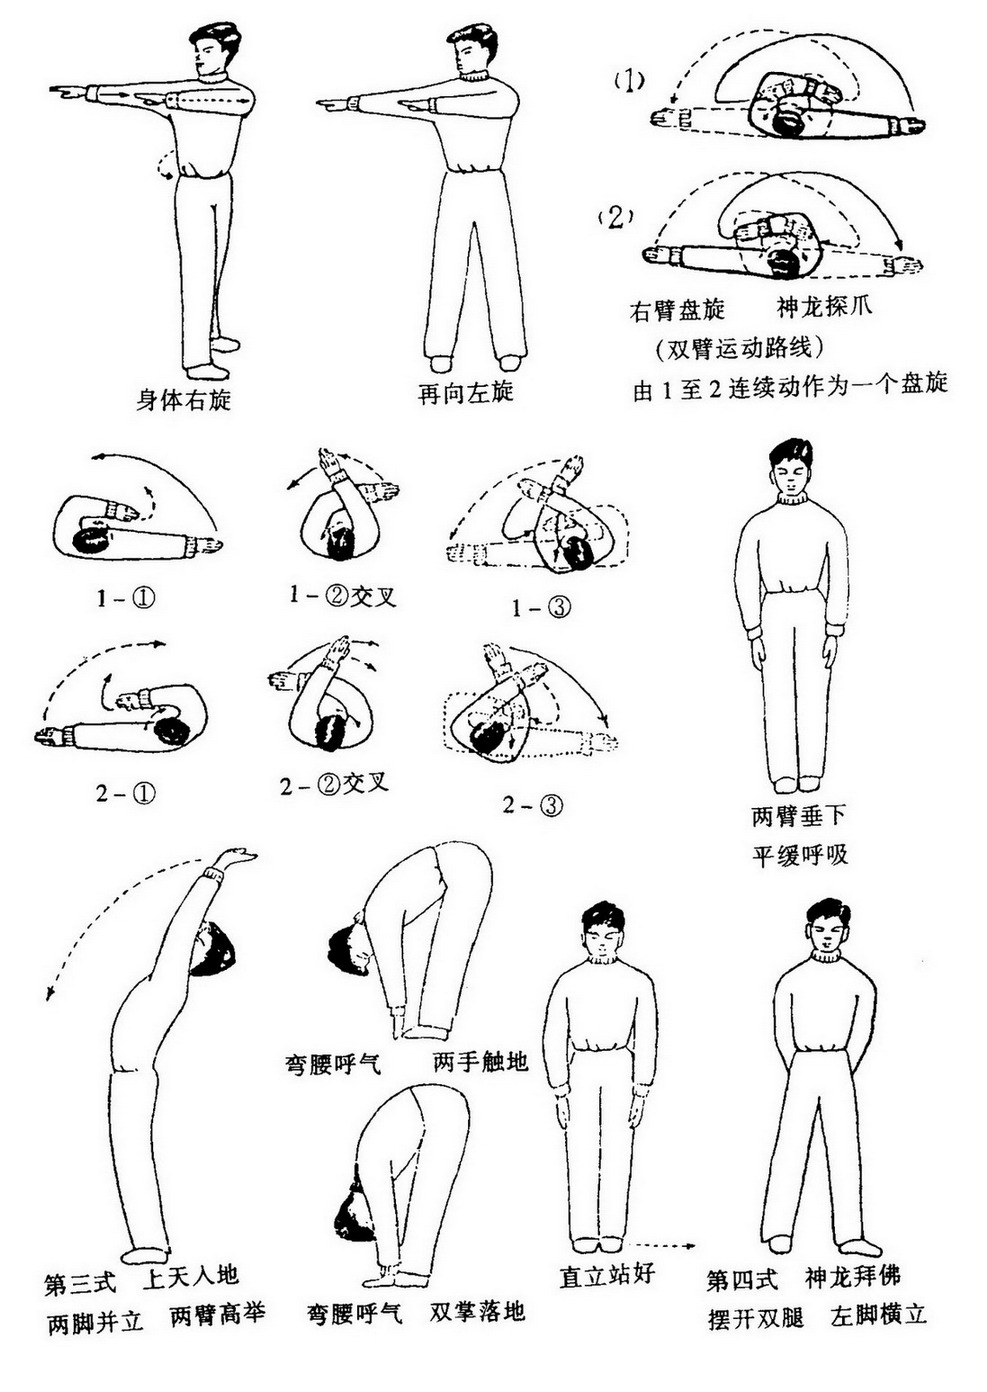 (1)
(2)
身体右旋
再向左旋
右臂盘旋 神龙探爪
(双臂运动路线)
由1至2连续动作为一个盘旋
1-①
1-②交叉
1-③
2-①
2-②交叉
2-③
两臂垂下
平缓呼吸
弯腰呼气 两手触地
第三式 上天入地
两脚并立 两臂高举
弯腰呼气 双掌落地
直立站好
第四式 神龙拜佛
摆开双腿 左脚横立